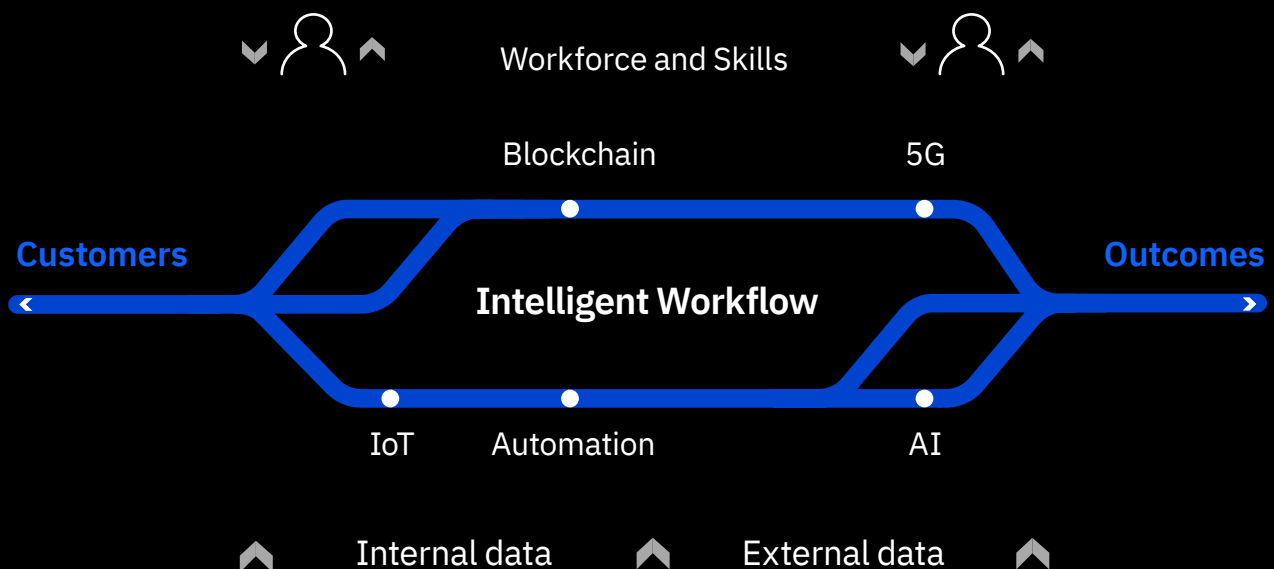 Workforce and Skills
Blockchain
5G
Customers
Outcomes
Intelligent Workflow
IoT
Automation
AI
Internal data
External data